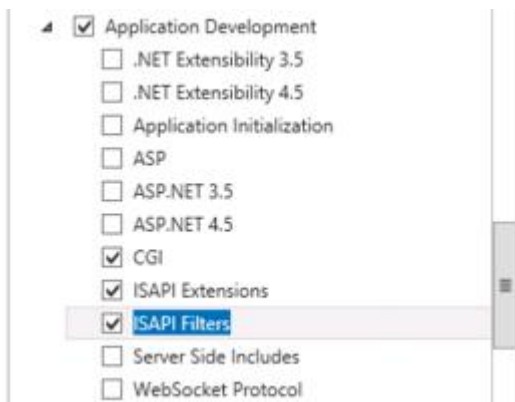 Application Development
.NET Extensibility 3.5
.NET Extensibility 4.5
Application Initialization
ASP
ASP.NET 3.5
ASP.NET 4.5
CGI
ISAPI Extensions
ISAPI Filters
Server Side Includes
WebSocket Protocol